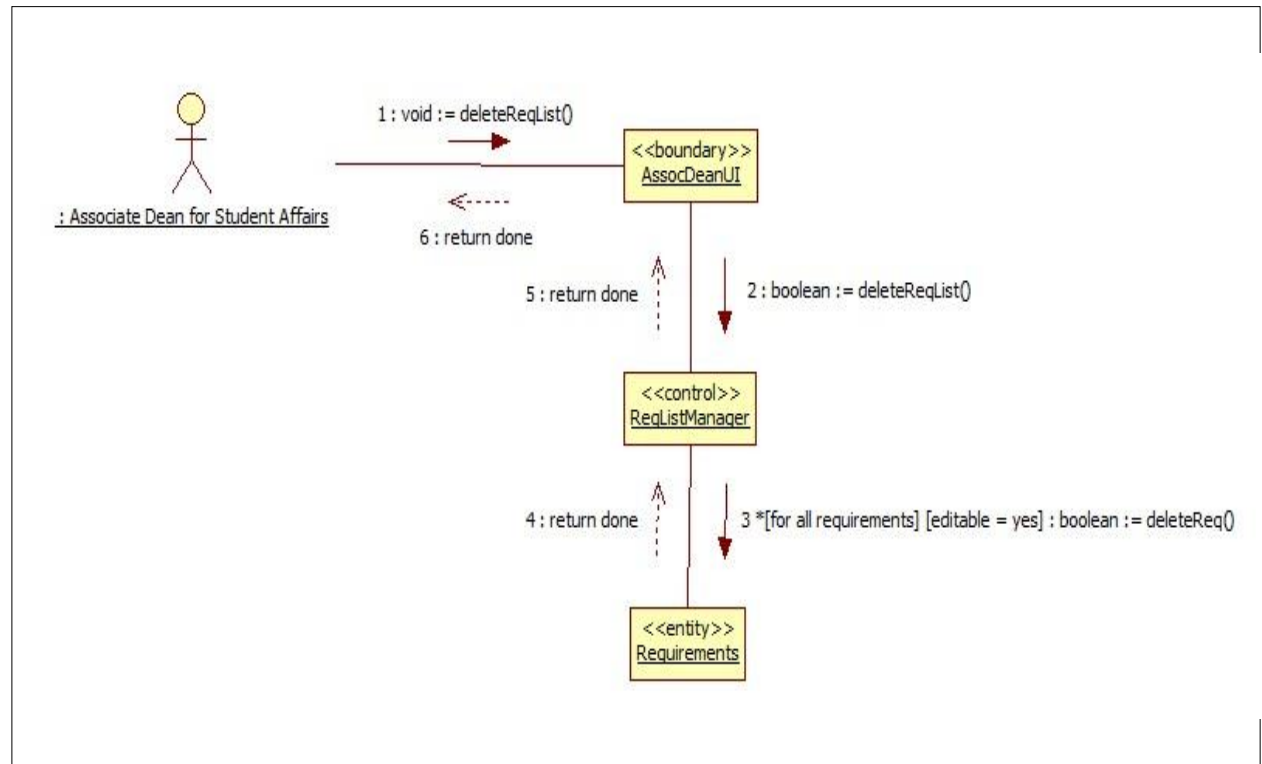 1 : void := deleteReqList()
<<boundary>>
AssocDeanUI
: Associate Dean for Student Affairs
6 : return done
5 : return done
2 : boolean := deleteReqList()
<<control>>
ReqListManager
4 : return done
3 *[for all requirements] [editable = yes] : boolean := deleteReq()
<<entity>>
Requirements